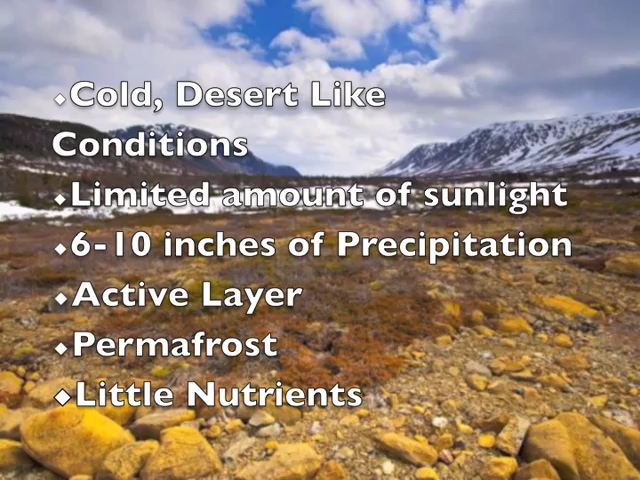 ◆Cold, Desert Like
Conditions
◆Limited amount of sunlight
◆6-10 inches of Precipitation
◆Active Layer
◆Permafrost
◆Little Nutrients